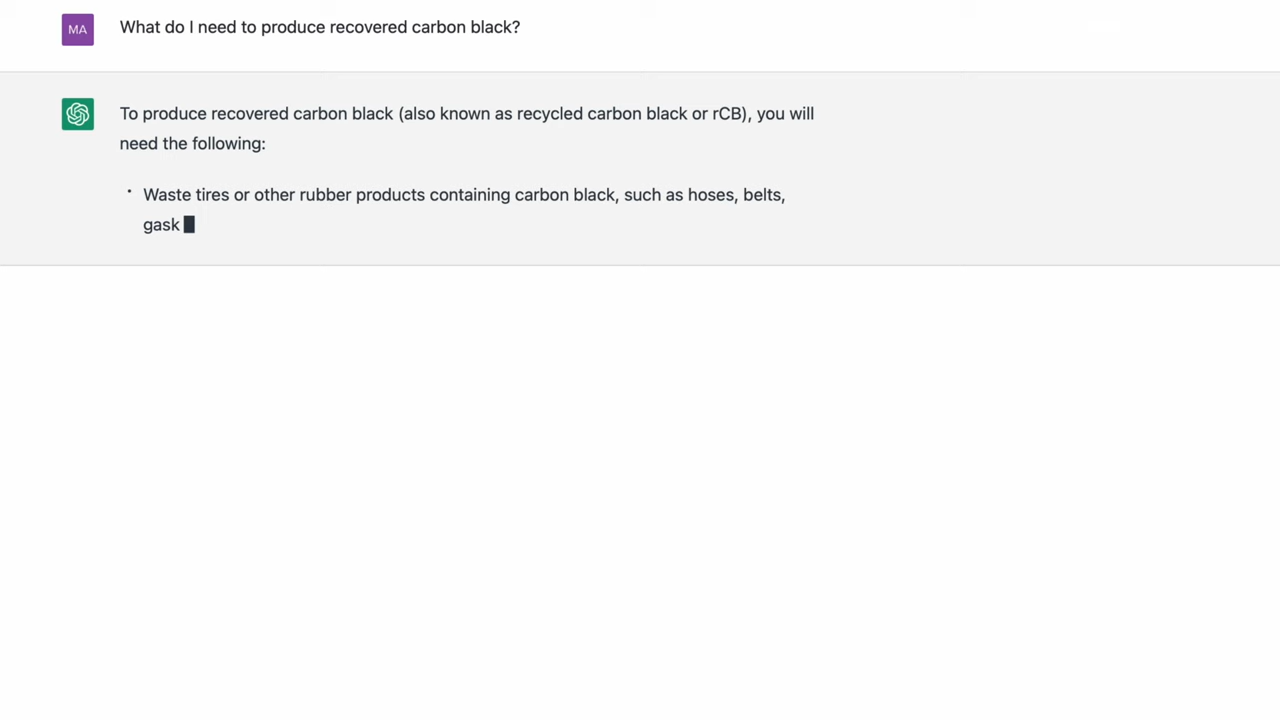 MA
What do I need to produce recovered carbon black?
To produce recovered carbon black (also known as recycled carbon black or rCB), you will
need the following:
• Waste tires or other rubber products containing carbon black, such as hoses, belts,
gask